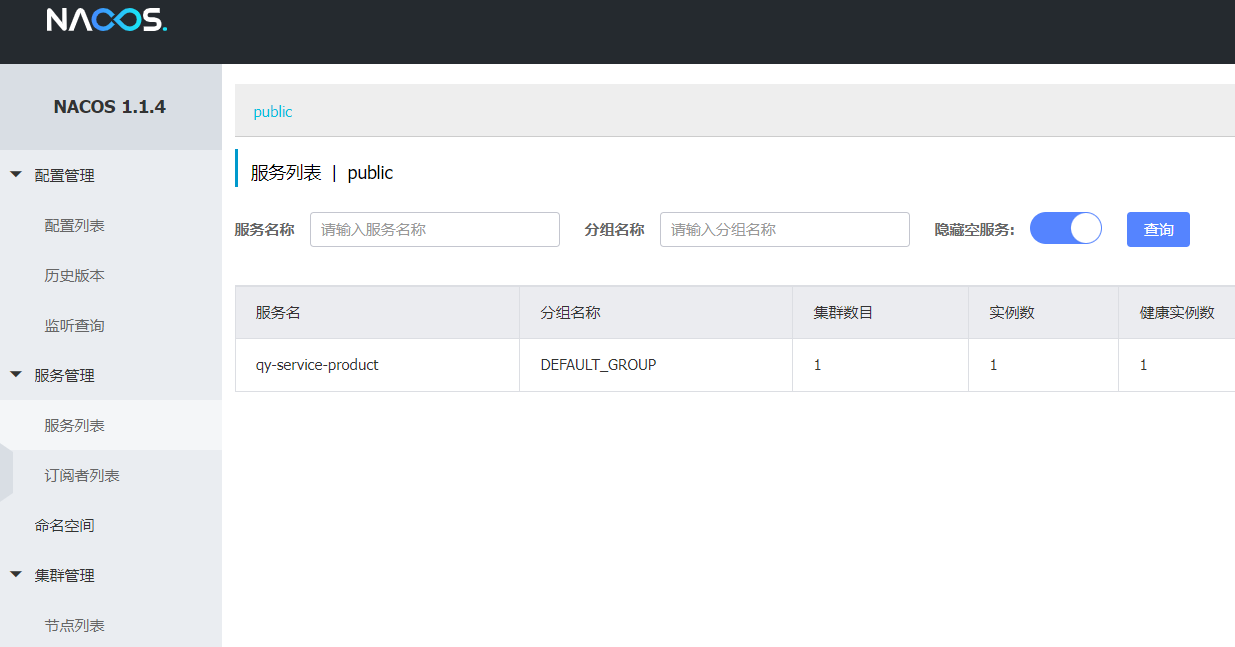 NACOS.
NACOS 1.1.4
配置管理
配置列表
历史版本
监听查询
服务管理
服务列表
订阅者列表
命名空间
集群管理
节点列表
public
服务列表 | public
服务名称 请输入服务名称 分组名称 请输入分组名称 隐藏空服务: 查询
服务名 分组名称 集群数目 实例数 健康实例数
qy-service-product DEFAULT_GROUP 1 1 1